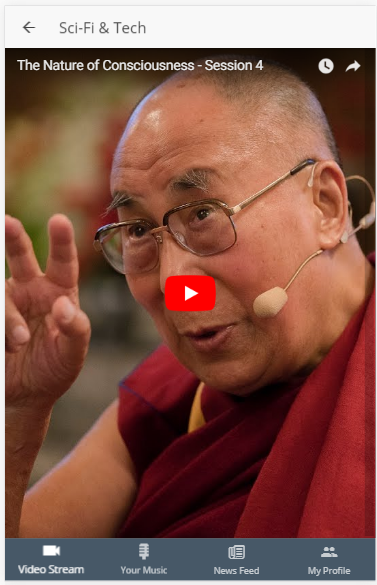 Sci-Fi & Tech
The Nature of Consciousness - Session 4
Video Stream
Your Music
News Feed
My Profile